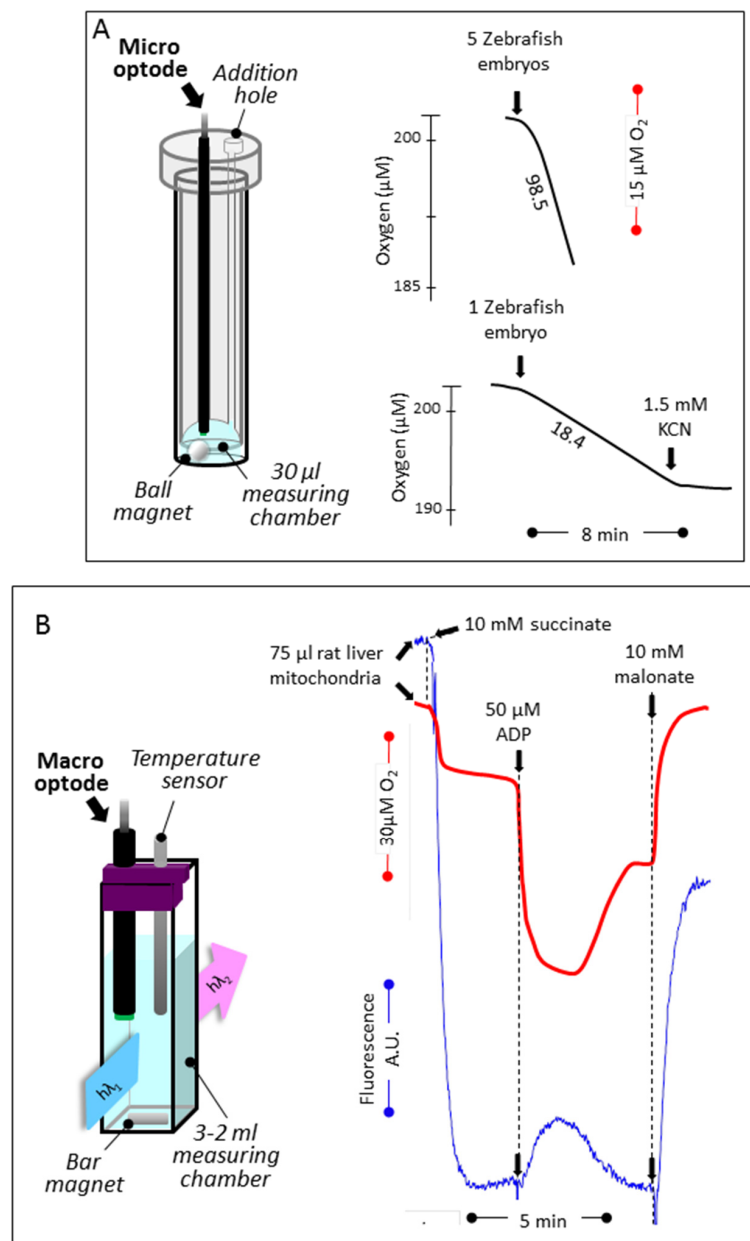 A
Micro
optode
Addition
hole
Ball
magnet
30 µl
measuring
chamber
5 Zebrafish
embryos
Oxygen (µM)
200
185
98.5
15 µM O₂
1 Zebrafish
embryo
Oxygen (µM)
200
190
18.4
1.5 mM
KCN
8 min
B
Macro
optode
Temperature
sensor
hλ₂
hλ₁
Bar
magnet
3-2 ml
measuring
chamber
75 µl rat liver
mitochondria
10 mM succinate
50 µM
ADP
10 mM
malonate
30µM O₂
Fluorescence
A.U.
5 min